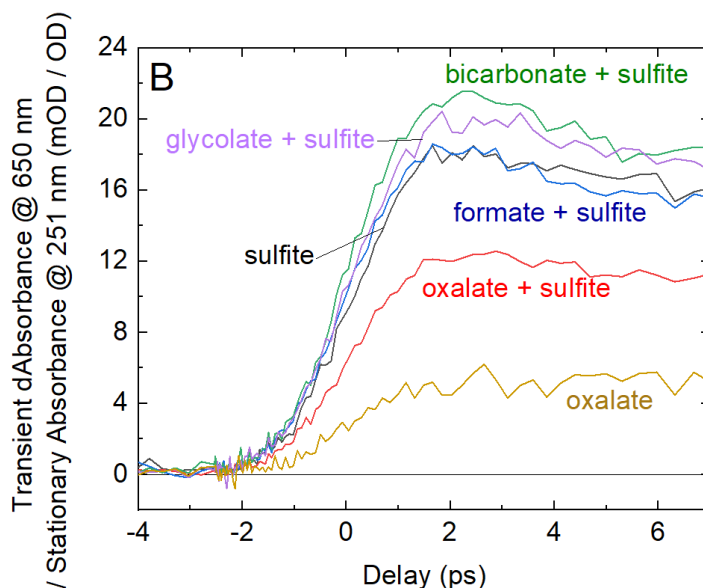 Transient dAbsorbance @ 650 nm
/ Stationary Absorbance @ 251 nm (mOD / OD)
B
24
20
16
12
8
4
0
bicarbonate + sulfite
glycolate + sulfite
formate + sulfite
sulfite
oxalate + sulfite
oxalate
-4 -2 0 2 4 6
Delay (ps)